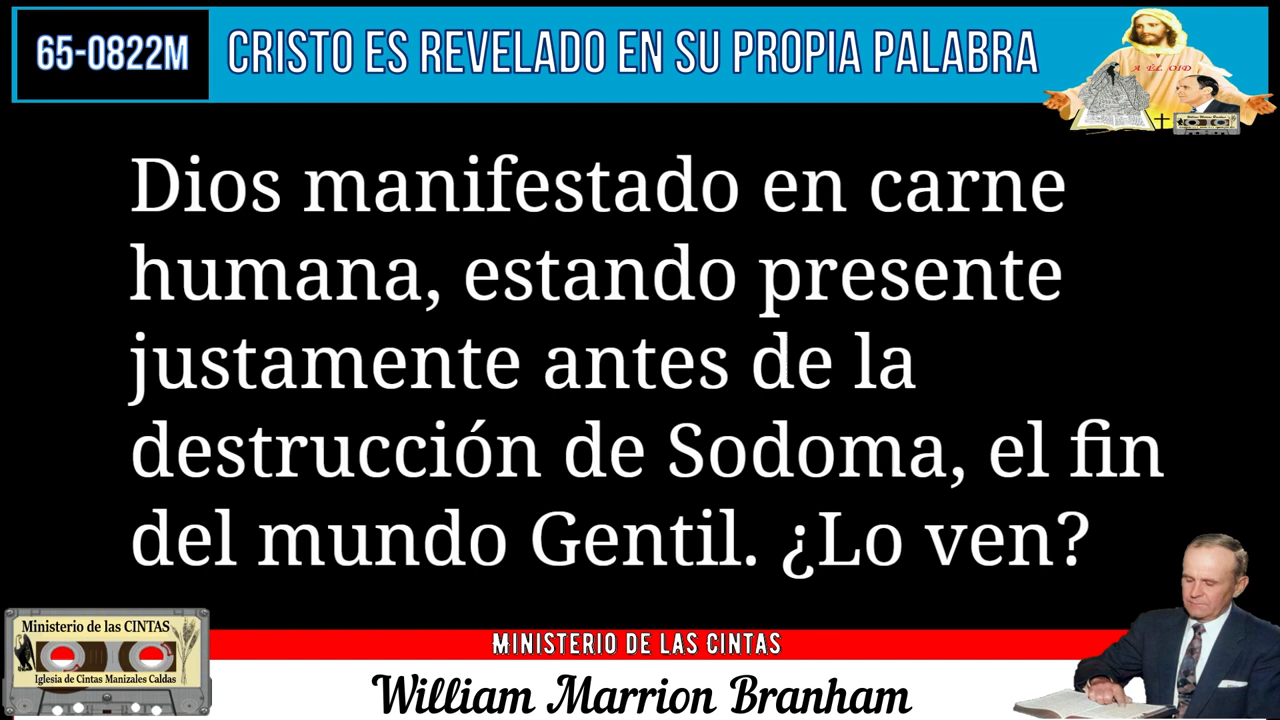 65-0822M
CRISTO ES REVELADO EN SU PROPIA PALABRA
A ÉL OID
Dios manifestado en carne
humana, estando presente
justamente antes de la
destrucción de Sodoma, el fin
del mundo Gentil. ¿Lo ven?
Ministerio de las CINTAS
Iglesia de Cintas Manizales Caldas
MINISTERIO DE LAS CINTAS
William Marrion Branham